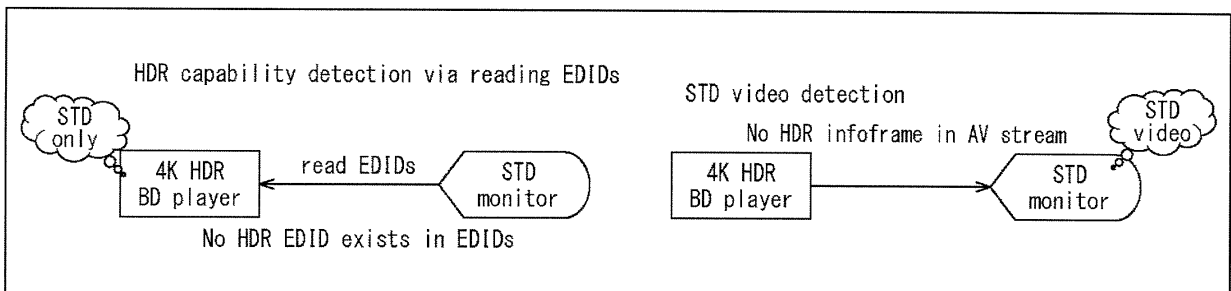 HDR capability detection via reading EDIDs
STD
only
4K HDR
BD player
read EDIDs
STD
monitor
No HDR EDID exists in EDIDs
STD video detection
No HDR infoframe in AV stream
STD
video
4K HDR
BD player
STD
monitor